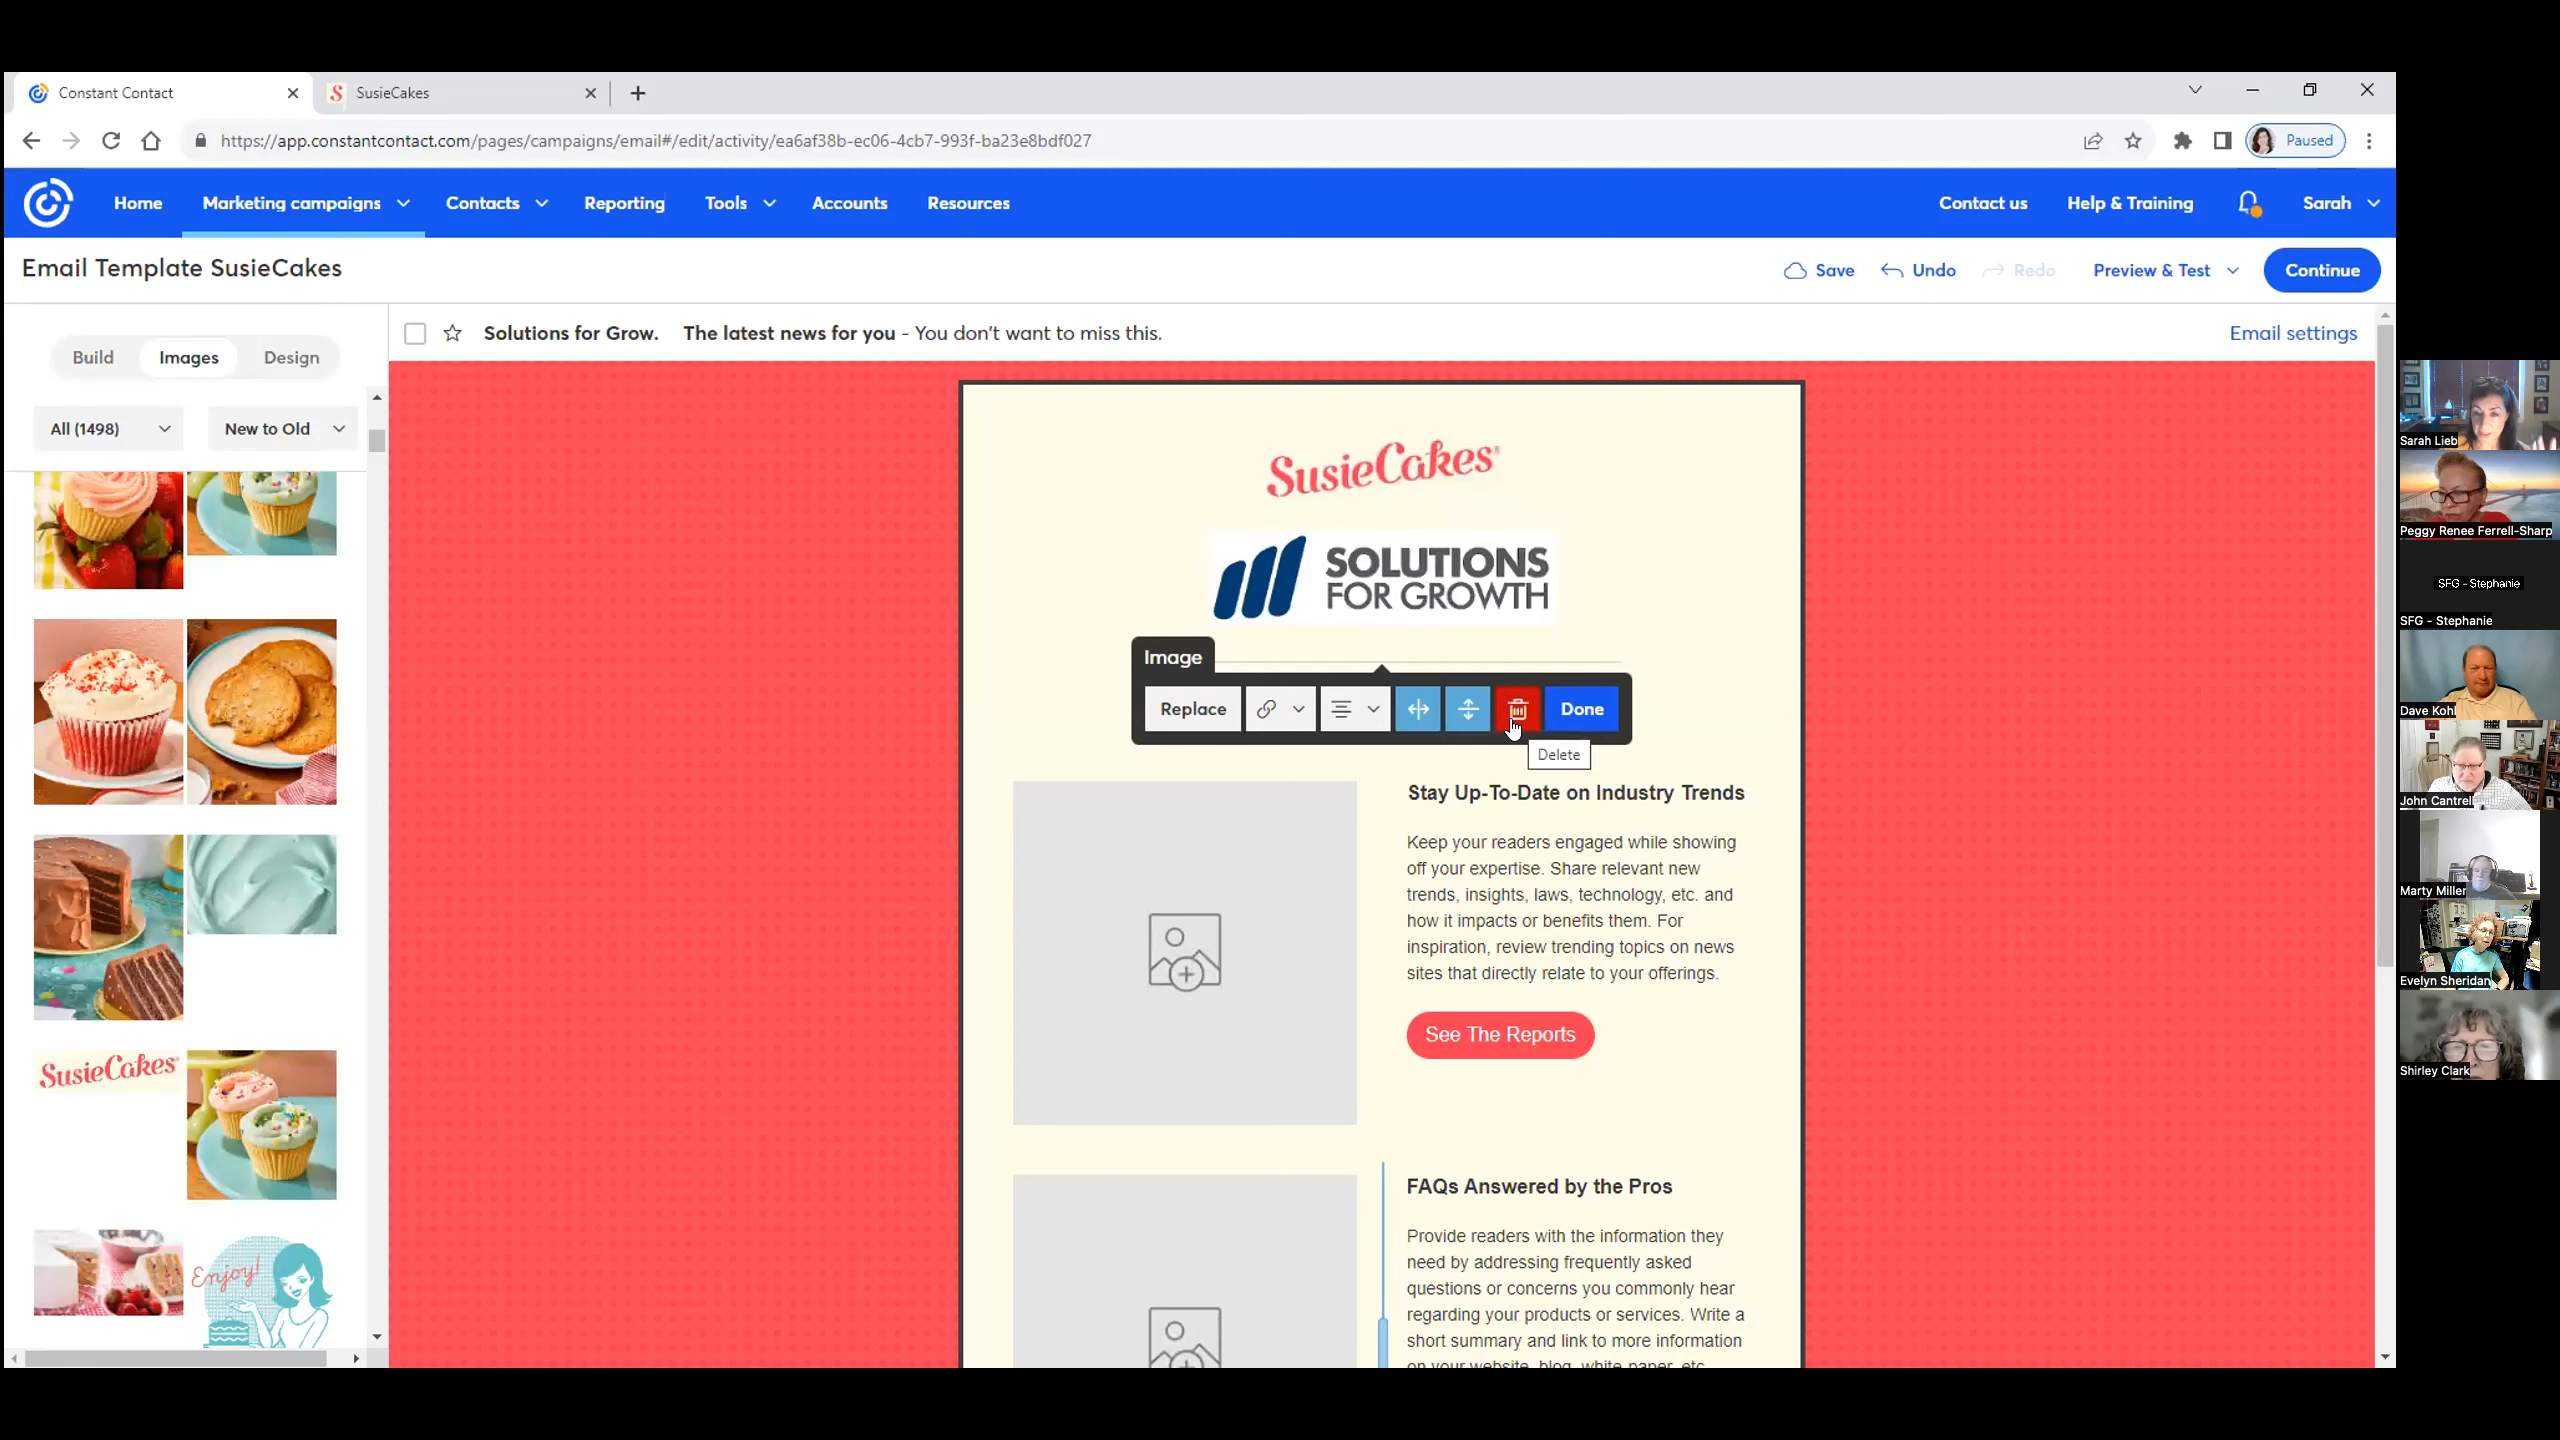 Constant Contact
SusieCakes
https://app.constantcontact.com/pages/campaigns/email#/edit/activity/ea6af38b-ec06-4cb7-993f-ba23e8bdf027
Paused
Home
Marketing campaigns
Contacts
Reporting
Tools
Accounts
Resources
Contact us
Help & Training
Sarah
Email Template SusieCakes
Save
Undo
Redo
Preview & Test
Continue
Build
Images
Design
Solutions for Grow.
The latest news for you - You don't want to miss this.
Email settings
All (1498)
New to Old
SusieCakes
Enjoy!
SusieCakes
SOLUTIONS
FOR GROWTH
Image
Replace
Done
Delete
Stay Up-To-Date on Industry Trends
Keep your readers engaged while showing
off your expertise. Share relevant new
trends, insights, laws, technology, etc. and
how it impacts or benefits them. For
inspiration, review trending topics on news
sites that directly relate to your offerings.
See The Reports
FAQs Answered by the Pros
Provide readers with the information they
need by addressing frequently asked
questions or concerns you commonly hear
regarding your products or services. Write a
short summary and link to more information
on your website, blog, white paper, etc.
Sarah Lieb
Peggy Renee Ferrell-Sharp
SFG - Stephanie
SFG - Stephanie
Dave Kohl
John Cantrell
Marty Miller
Evelyn Sheridan
Shirley Clark